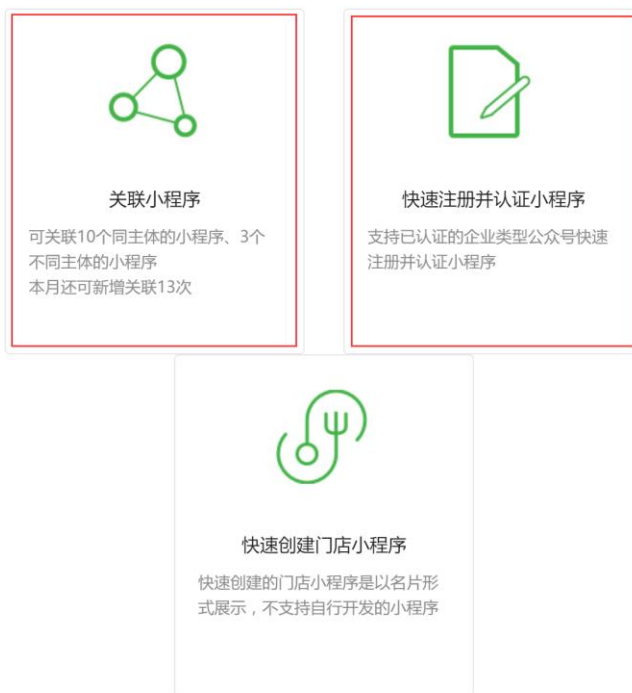 关联小程序
可关联10个同主体的小程序、3个
不同主体的小程序
本月还可新增关联13次
快速注册并认证小程序
支持已认证的企业类型公众号快速
注册并认证小程序
快速创建门店小程序
快速创建的门店小程序是以名片形
式展示，不支持自行开发的小程序